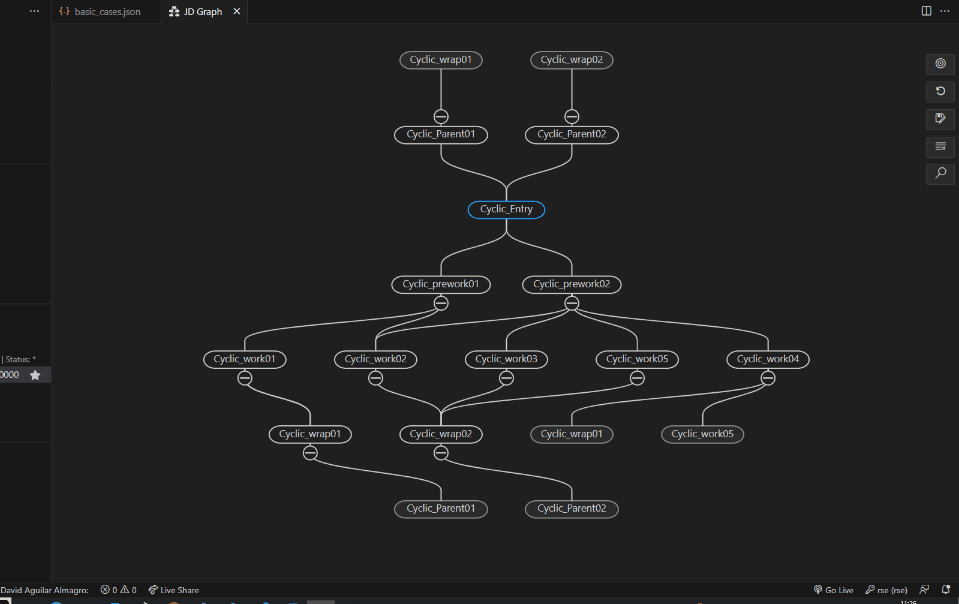 basic_cases.json
JD Graph
Cyclic_wrap01
Cyclic_wrap02
Cyclic_Parent01
Cyclic_Parent02
Cyclic_Entry
Cyclic_prework01
Cyclic_prework02
Cyclic_work01
Cyclic_work02
Cyclic_work03
Cyclic_work05
Cyclic_work04
| Status: *
0000
Cyclic_wrap01
Cyclic_wrap02
Cyclic_wrap01
Cyclic_work05
Cyclic_Parent01
Cyclic_Parent02
David Aguilar Almagro: 0 0 Live Share Go Live rse (rse)